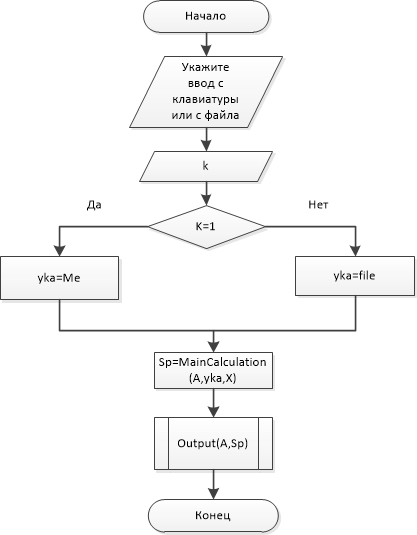 Начало
Укажите
ввод с
клавиатуры
или с файла
k
Да
Нет
K=1
yka=Me
yka=file
Sp=MainCalculation
(A,yka,X)
Output(A,Sp)
Конец